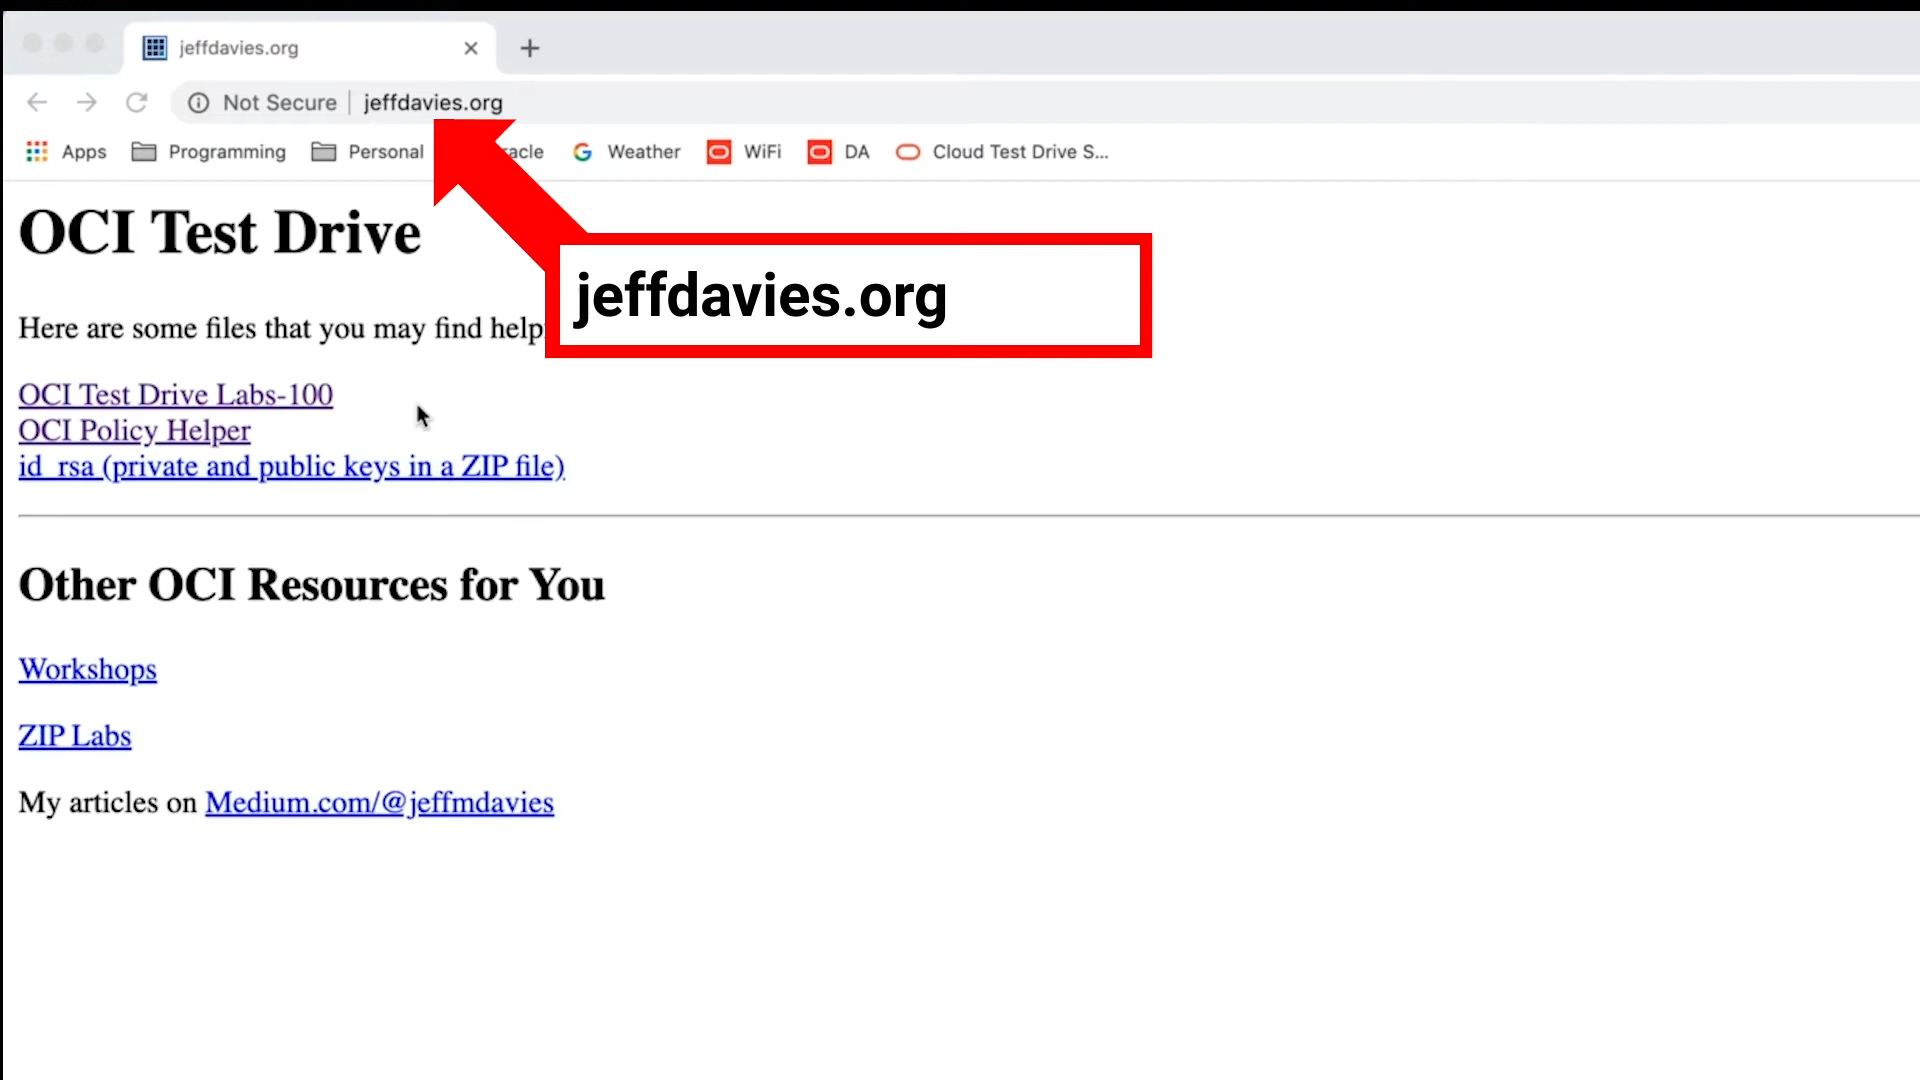 jeffdavies.org
Not Secure | jeffdavies.org
Apps Programming Personal racle Weather WiFi DA Cloud Test Drive S...
OCI Test Drive
jeffdavies.org
Here are some files that you may find help
OCI Test Drive Labs-100
OCI Policy Helper
id_rsa (private and public keys in a ZIP file)
Other OCI Resources for You
Workshops
ZIP Labs
My articles on Medium.com/@jeffmdavies